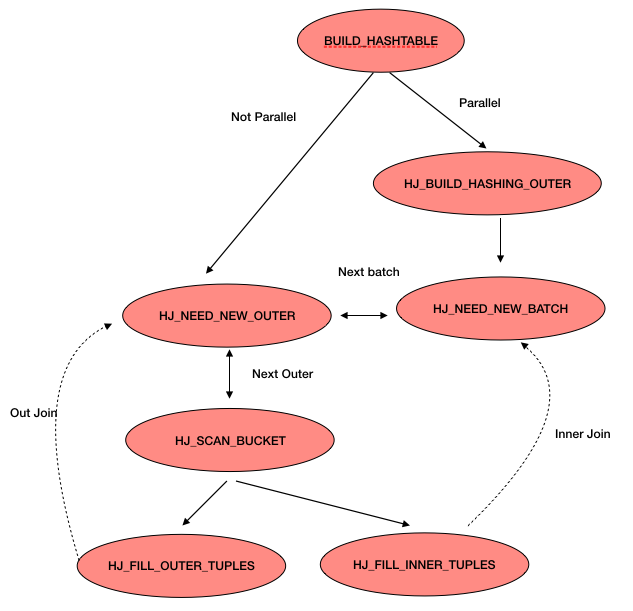 BUILD_HASHTABLE
Not Parallel
Parallel
HJ_BUILD_HASHING_OUTER
Next batch
HJ_NEED_NEW_OUTER
HJ_NEED_NEW_BATCH
Next Outer
Out Join
HJ_SCAN_BUCKET
Inner Join
HJ_FILL_OUTER_TUPLES
HJ_FILL_INNER_TUPLES